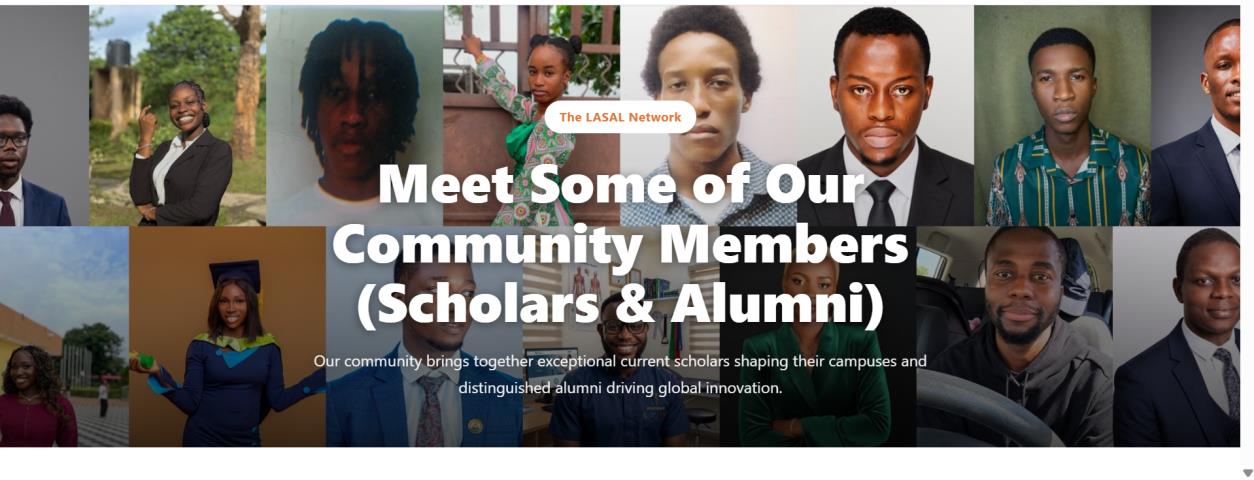 The LASAL Network
Meet Some of Our
Community Members
(Scholars & Alumni)
Our community brings together exceptional current scholars shaping their campuses and
distinguished alumni driving global innovation.